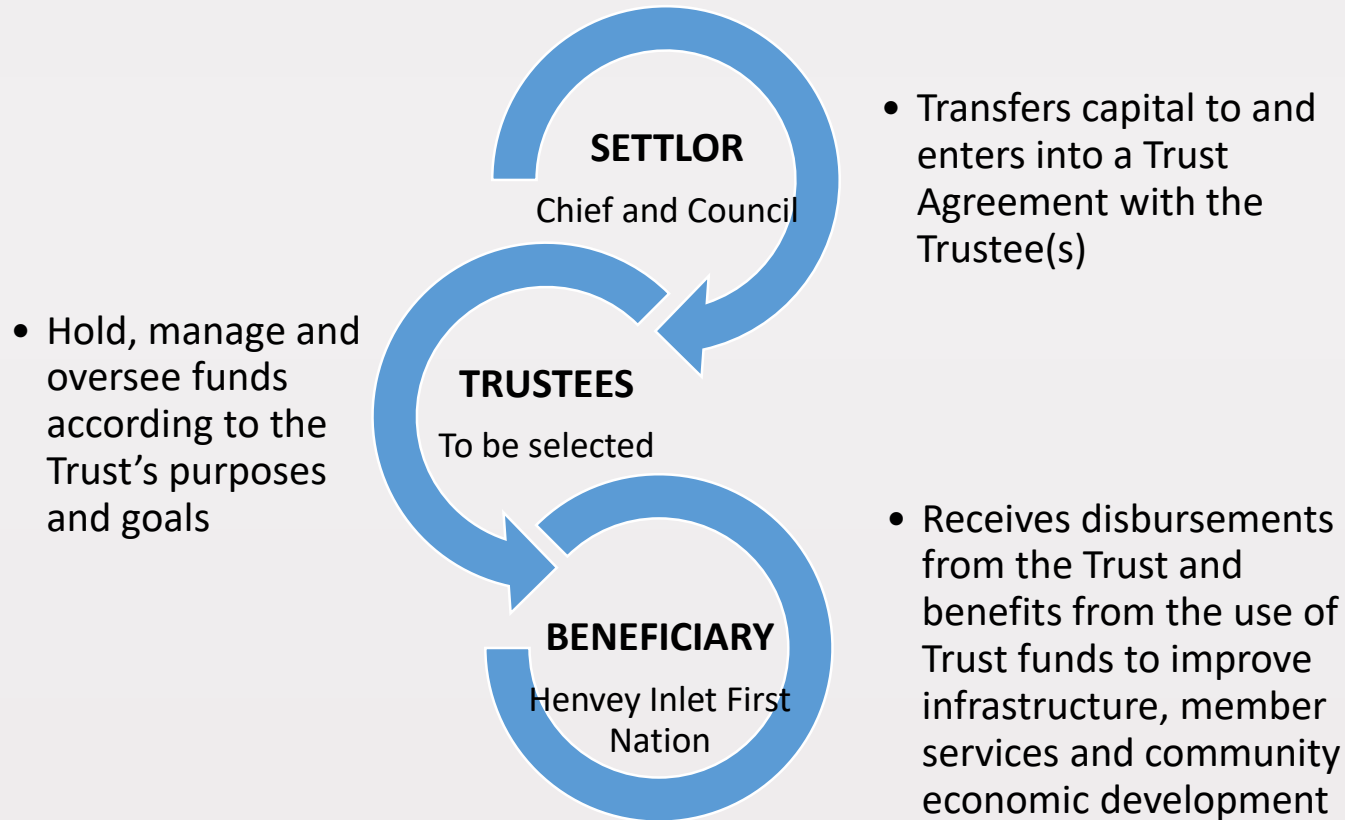 SETTLOR
Chief and Council
• Transfers capital to and
enters into a Trust
Agreement with the
Trustee(s)
• Hold, manage and
oversee funds
according to the
Trust’s purposes
and goals
TRUSTEES
To be selected
BENEFICIARY
Henvey Inlet First
Nation
• Receives disbursements
from the Trust and
benefits from the use of
Trust funds to improve
infrastructure, member
services and community
economic development